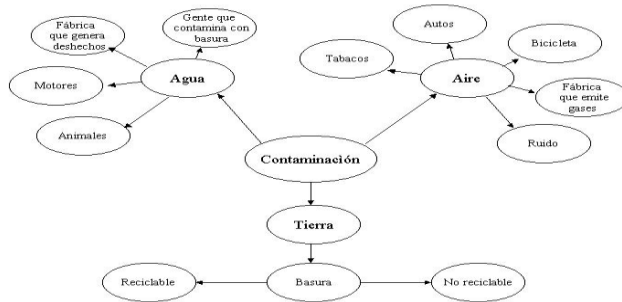 Fábrica
que genera
deshechos
Gente que
contamina con
basura
Autos
Bicicleta
Tabacos
Agua
Aire
Motores
Fábrica
que emite
gases
Animales
Ruido
Contaminación
Tierra
Reciclable
Basura
No reciclable